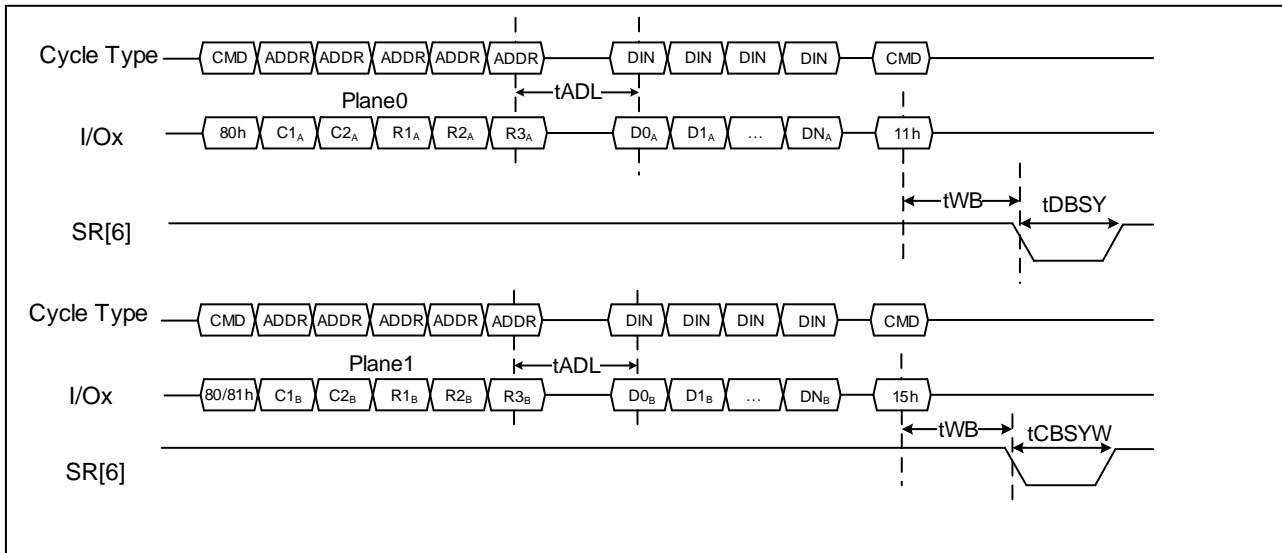 Cycle Type CMD ADDR ADDR ADDR ADDR ADDR DIN DIN DIN DIN CMD
Plane0 tADL
I/Ox 80h C1A C2A R1A R2A R3A D0A D1A ... DNA 11h
tWB tDBSY
SR[6]
Cycle Type CMD ADDR ADDR ADDR ADDR ADDR DIN DIN DIN DIN CMD
Plane1 tADL
I/Ox 80/81h C1B C2B R1B R2B R3B D0B D1B ... DNB 15h
tWB tCBSYW
SR[6]